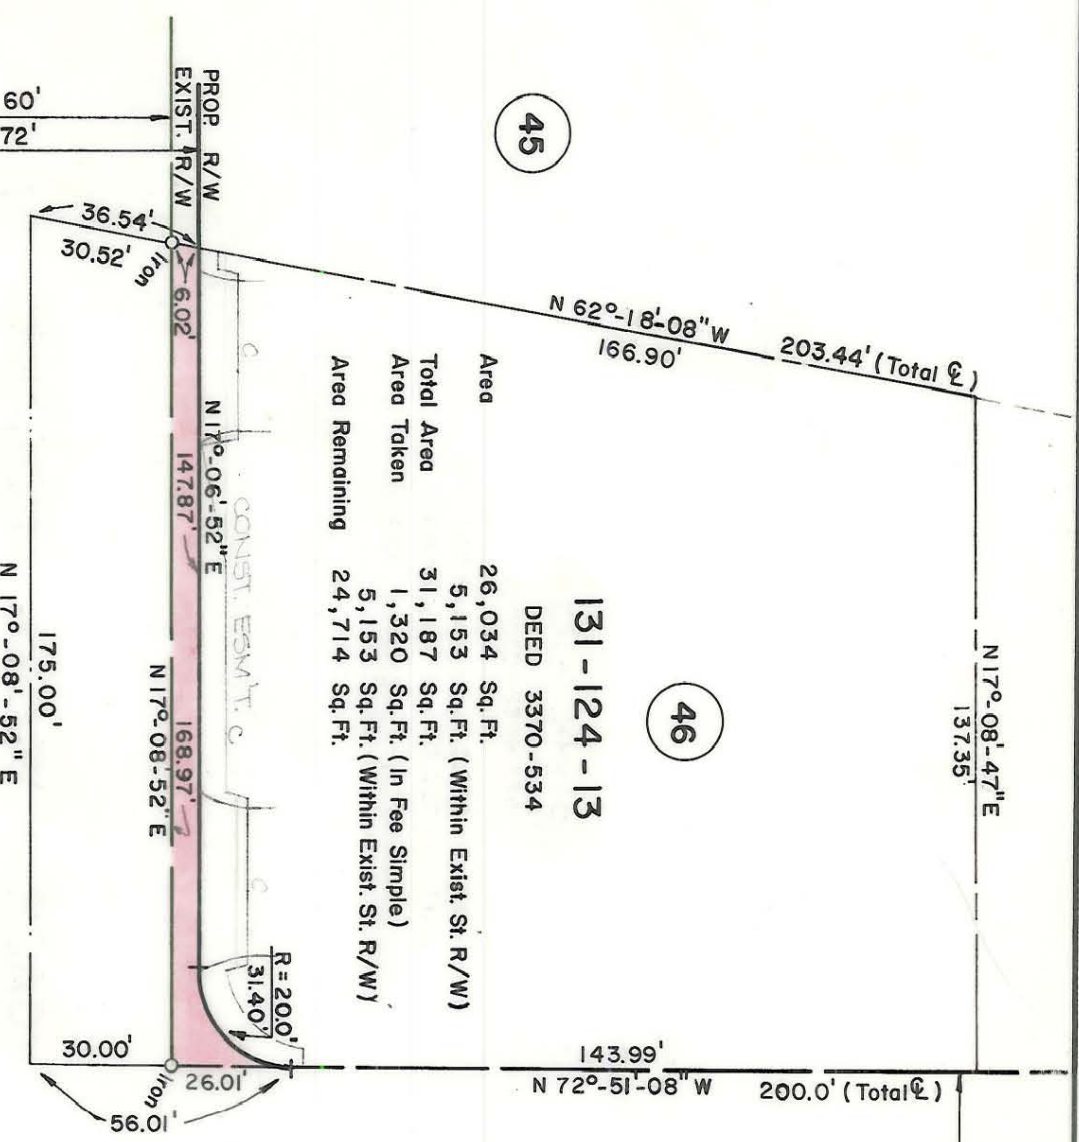 60'
72'
PROP. R/W
EXIST. R/W
45
36.54'
30.52'
Iron
6.02'
N 62°-18'-08" W
166.90'
203.44' (Total ℄)
N 17°-06'-52" E
147.87'
168.97'
N 17°-08'-52" E
175.00'
N 17°-08'-52" E
CONST. ESM'T.
C
C
C
46
131-124-13
DEED 3370-534
Area 26,034 Sq. Ft.
5,153 Sq. Ft. (Within Exist. St. R/W)
Total Area 31,187 Sq. Ft.
Area Taken 1,320 Sq. Ft. (In Fee Simple)
5,153 Sq. Ft. (Within Exist. St. R/W)
Area Remaining 24,714 Sq. Ft.
N 17°-08'-47" E
137.35'
R = 20.0'
31.40'
30.00'
Iron
26.01'
56.01'
143.99'
N 72°-51'-08" W
200.0' (Total ℄)